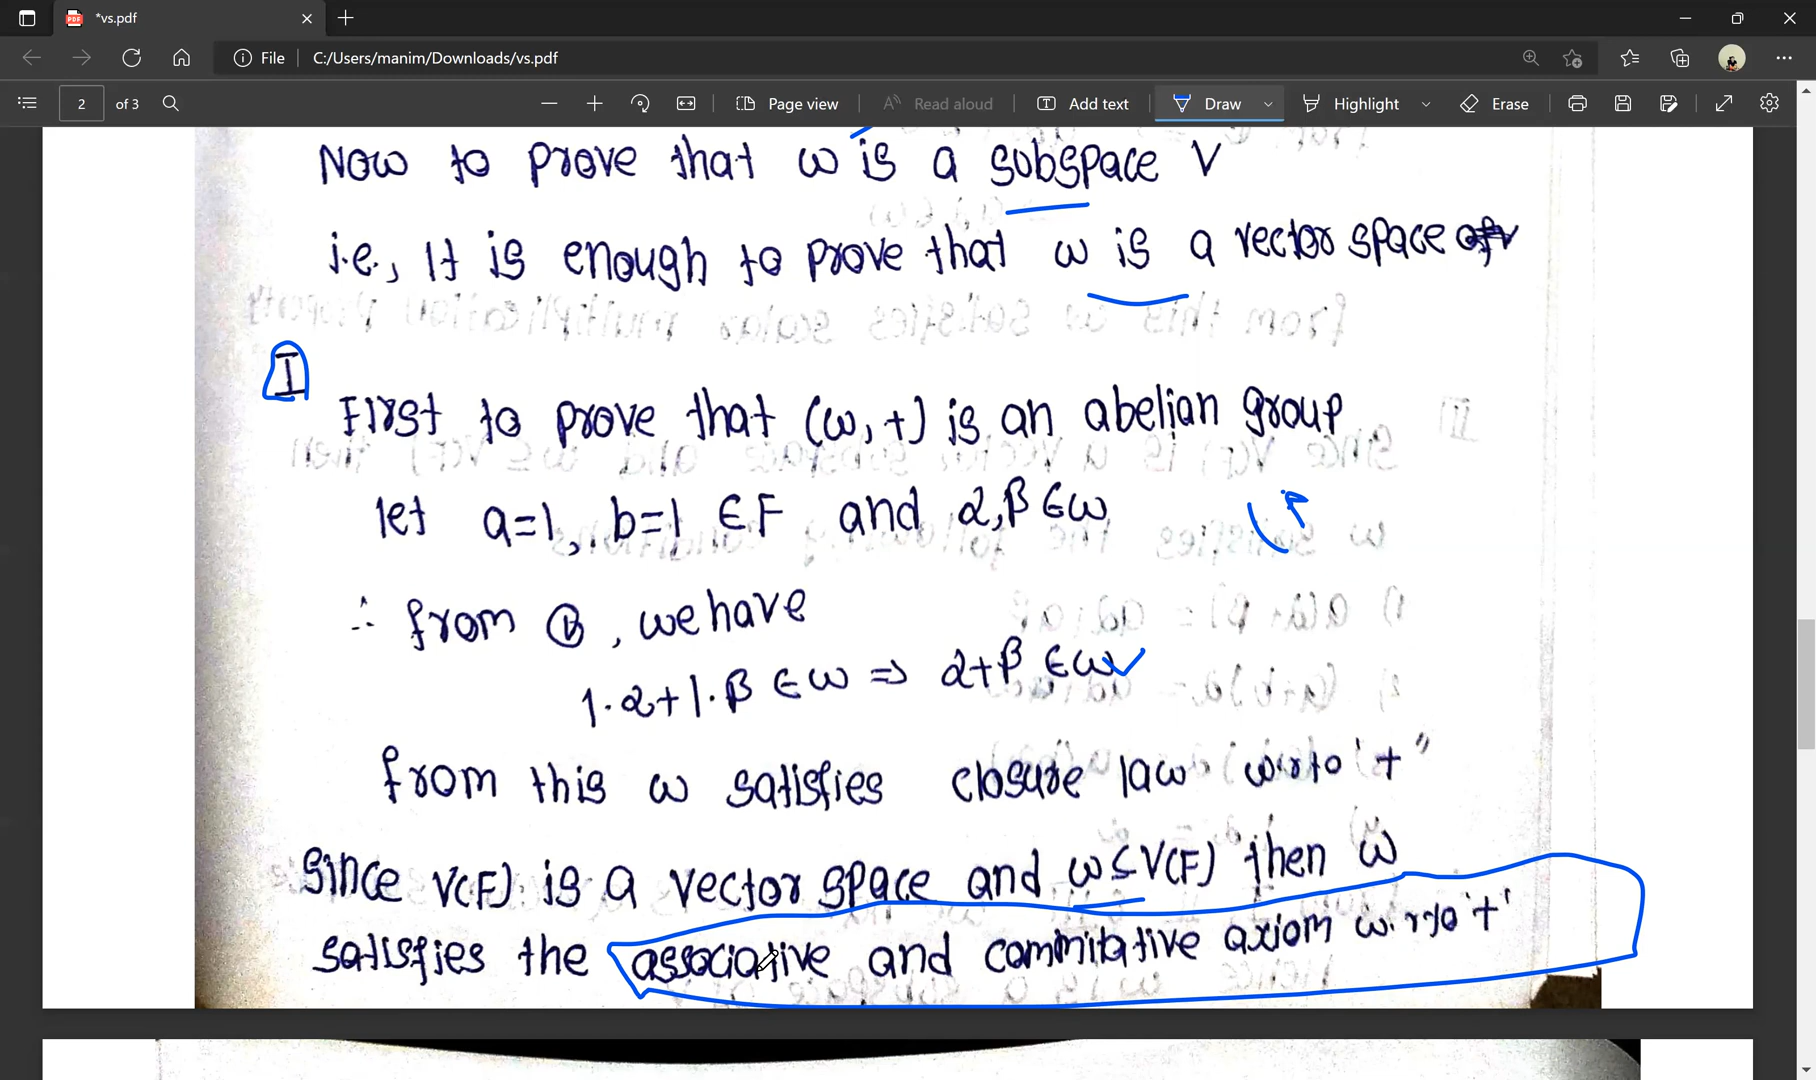 *vs.pdf
File C:/Users/manim/Downloads/vs.pdf
2 of 3 Page view Read aloud Add text Draw Highlight Erase
Now to prove that ω is a subspace V
i.e., It is enough to prove that ω is a vector space
I
First to prove that (ω, +) is an abelian group
let a=1, b=1 ∈F and α,β ∈ω
∴ from Ⓑ, we have
1·α+1·β ∈ω ⇒ α+β ∈ω
from this ω satisfies closure law w.r.to '+"
Since V(F) is a vector space and ω⊆V(F) then ω
satisfies the associative and commitative axiom w.r.to '+'